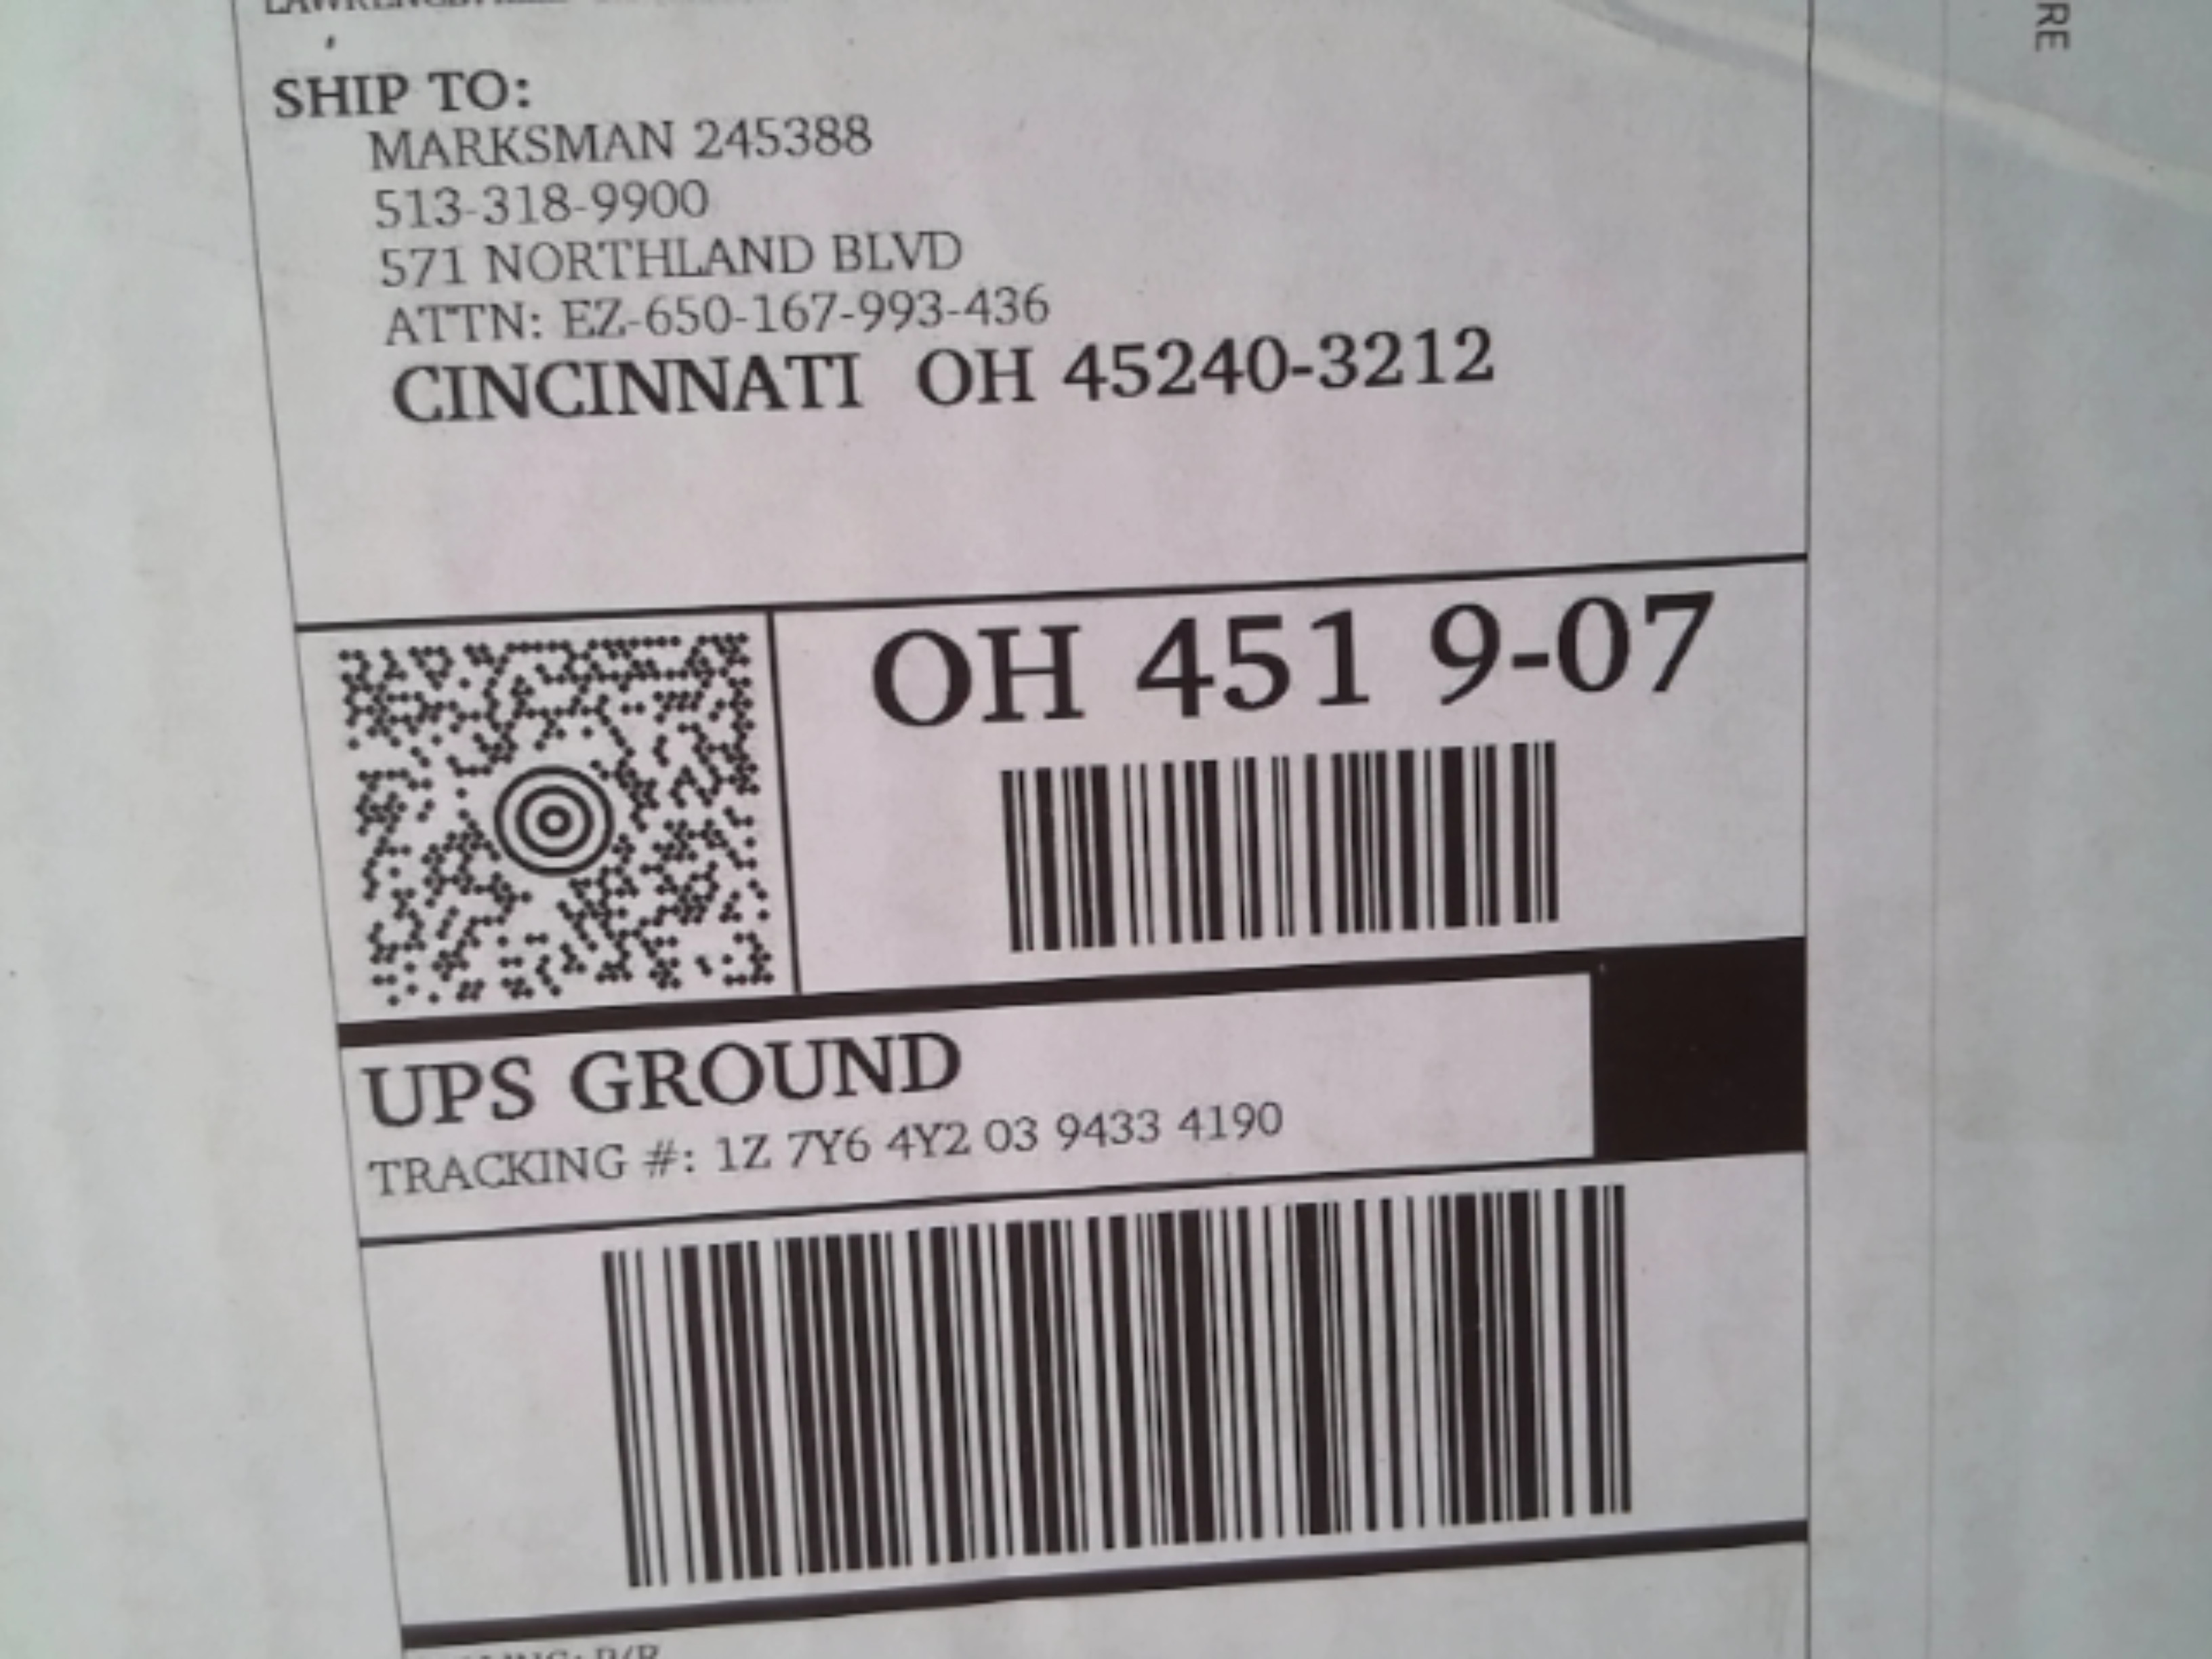 SHIP TO:
MARKSMAN 245388
513-318-9900
571 NORTHLAND BLVD
ATTN: EZ-650-167-993-436
CINCINNATI OH 45240-3212
OH 451 9-07
UPS GROUND
TRACKING #: 1Z 7Y6 4Y2 03 9433 4190
RE